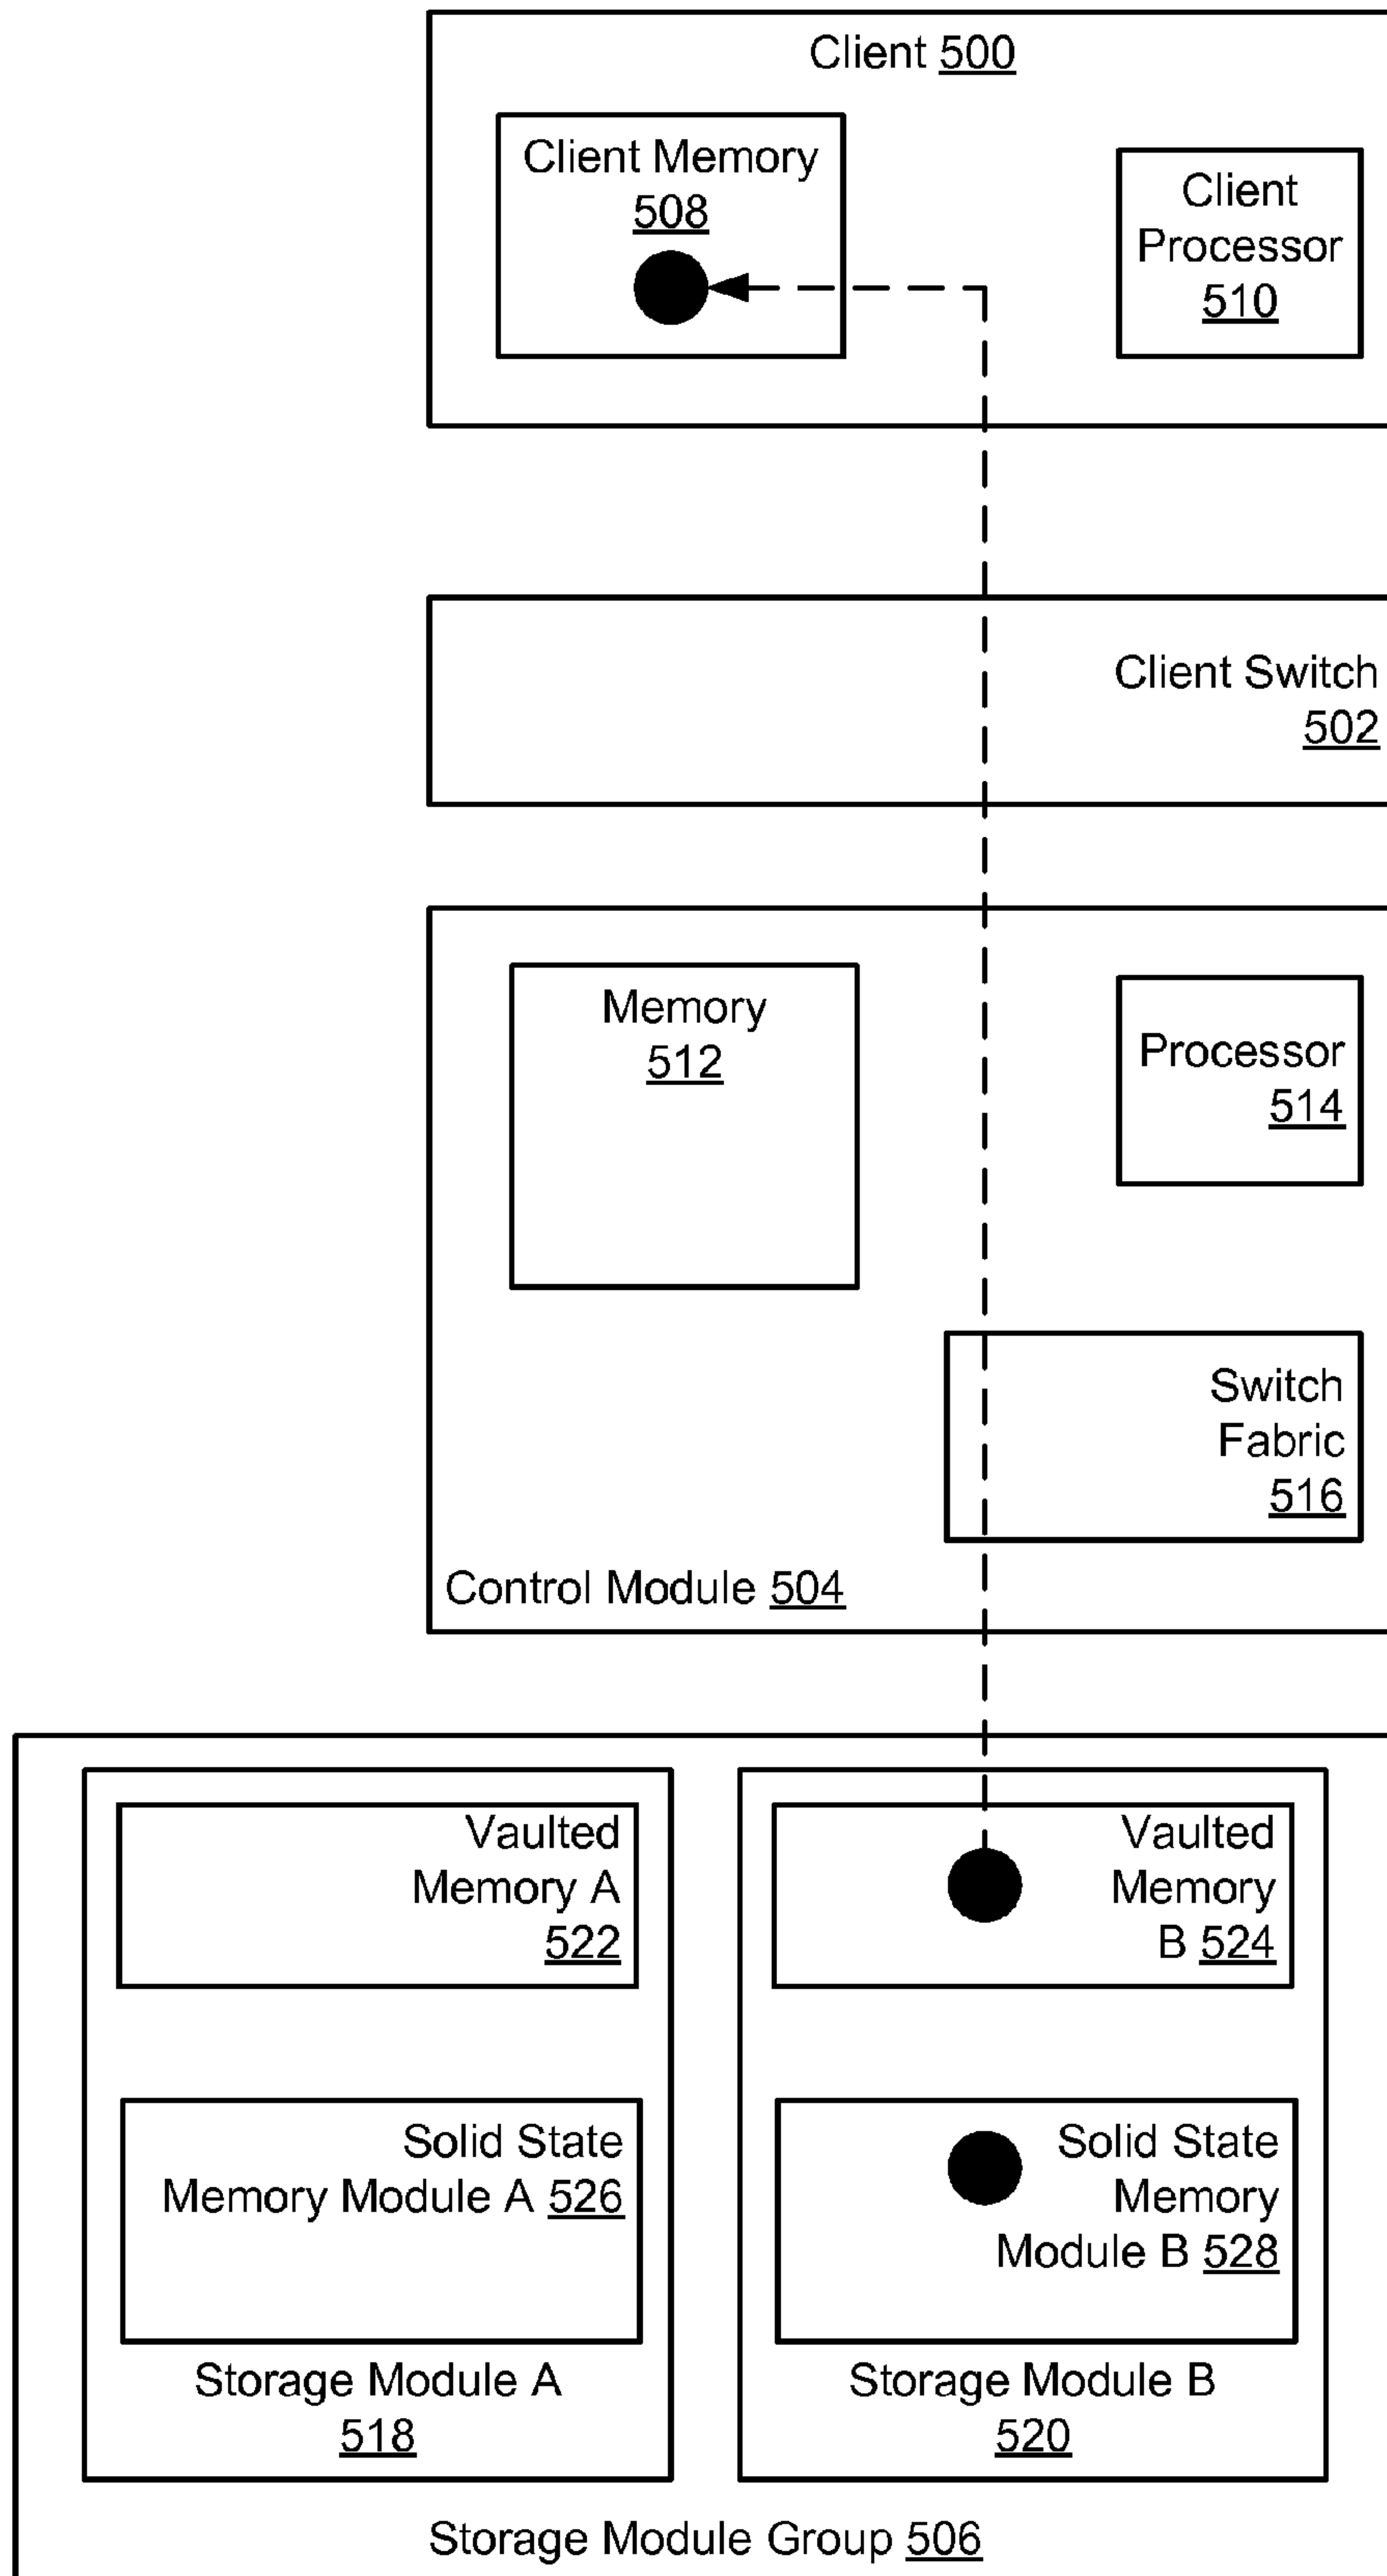 Client 500
Client Memory
508
Client
Processor
510
Client Switch
502
Memory
512
Processor
514
Switch
Fabric
516
Control Module 504
Vaulted
Memory A
522
Vaulted
Memory
B 524
Solid State
Memory Module A 526
Solid State
Memory
Module B 528
Storage Module A
518
Storage Module B
520
Storage Module Group 506